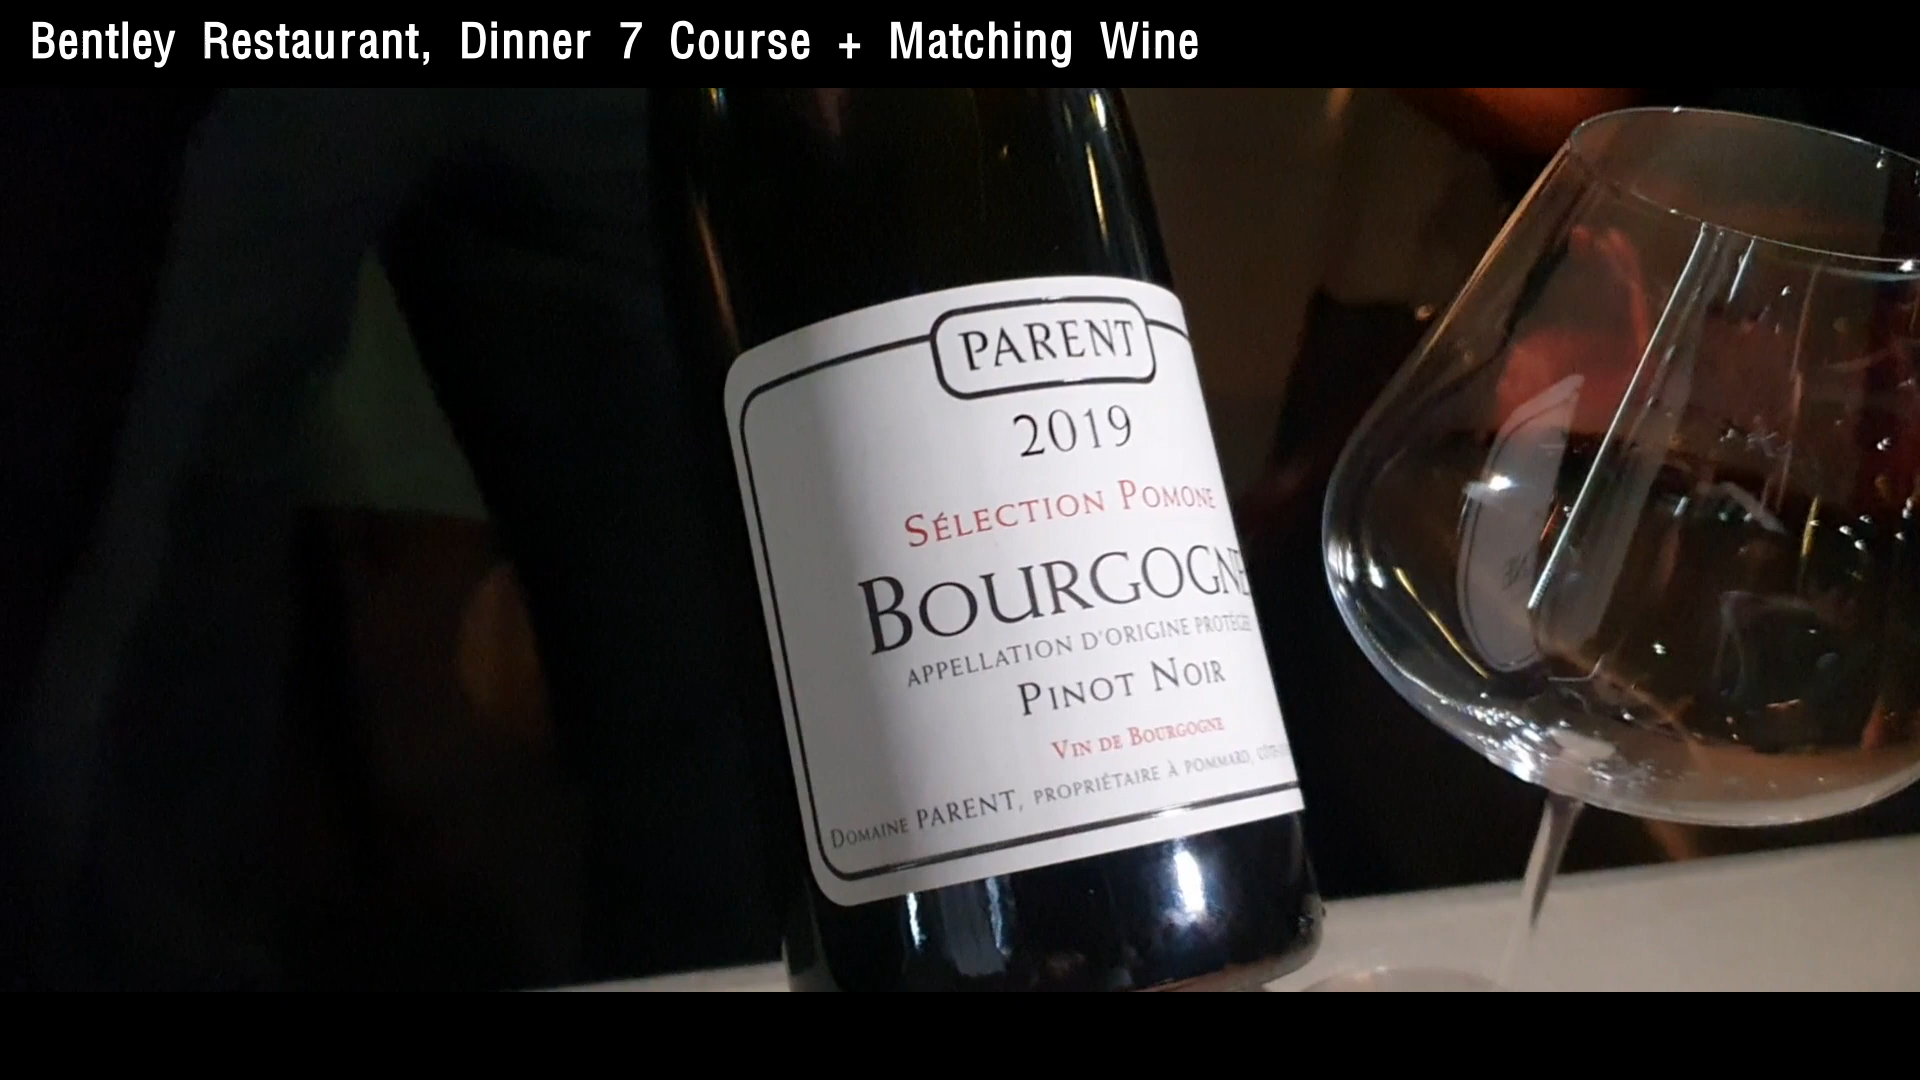 Bentley Restaurant, Dinner 7 Course + Matching Wine
PARENT
2019
SÉLECTION POMONE
BOURGOGNE
APPELLATION D'ORIGINE PROTÉGÉE
PINOT NOIR
VIN DE BOURGOGNE
DOMAINE PARENT, PROPRIÉTAIRE À POMMARD,